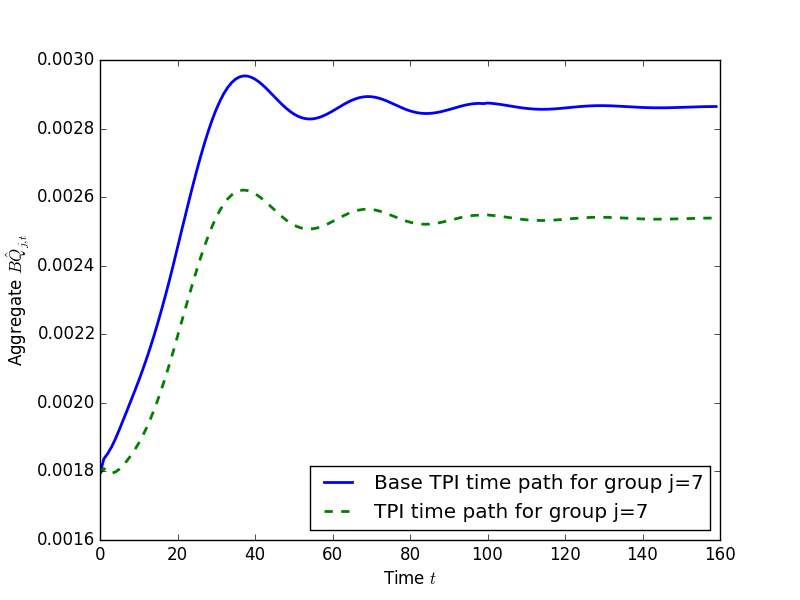 0.0030
0.0028
0.0026
0.0024
0.0022
0.0020
0.0018
0.0016
0 20 40 60 80 100 120 140 160
Aggregate $\hat{BQ}_{j,t}$
Time t
Base TPI time path for group j=7
TPI time path for group j=7